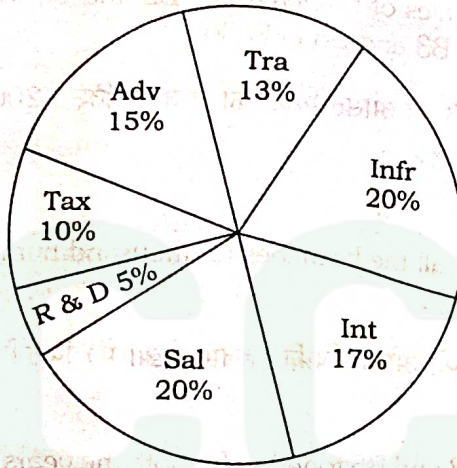 Tra
13%
Adv
15%
Infr
20%
Tax
10%
R & D 5%
Int
17%
Sal
20%